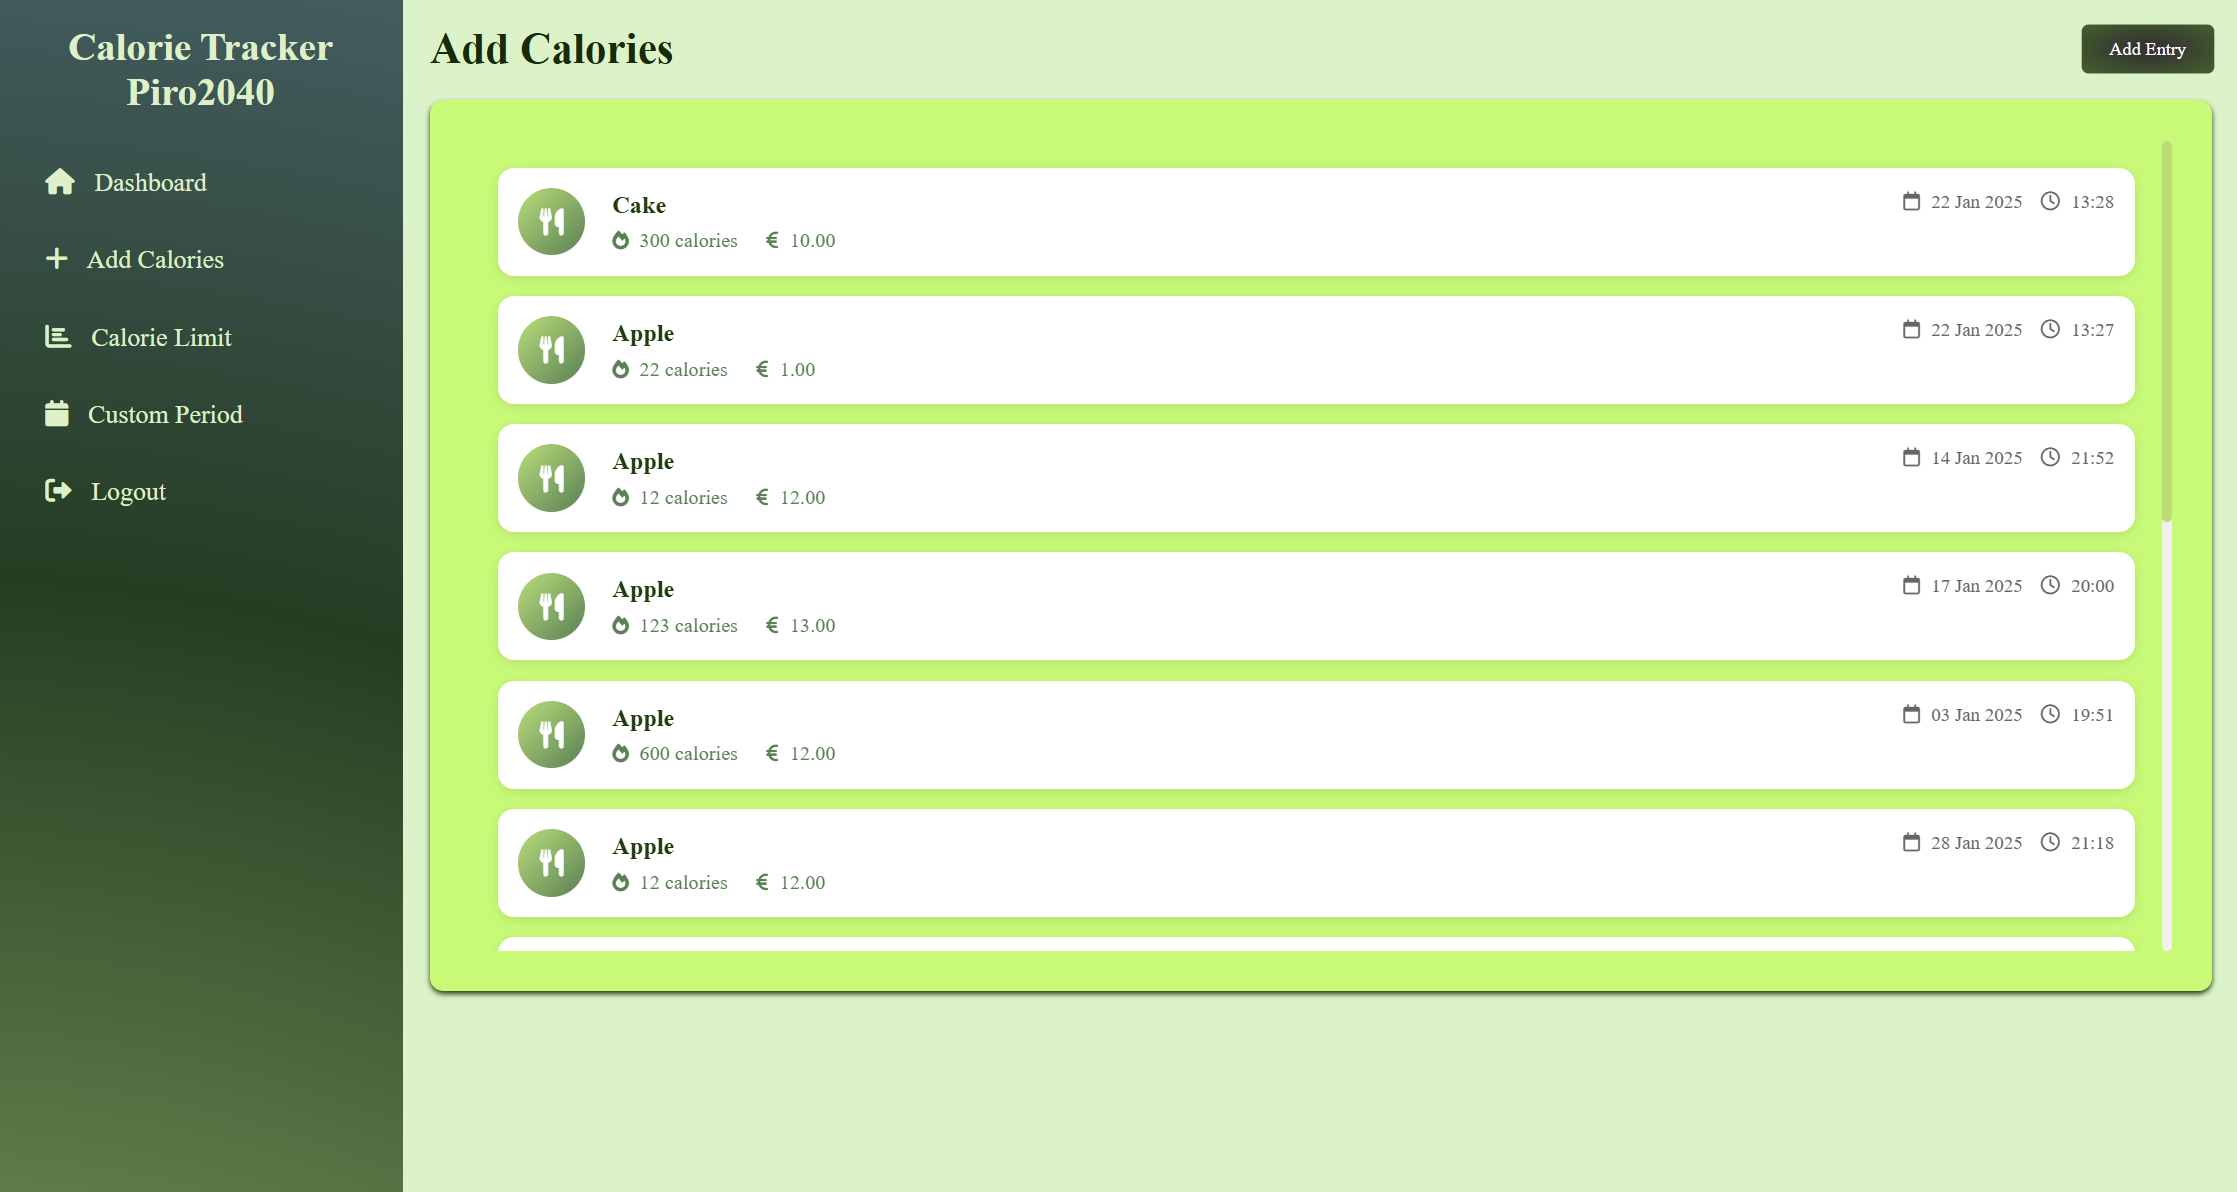 Calorie Tracker
Piro2040
Dashboard
Add Calories
Calorie Limit
Custom Period
Logout
Add Calories
Add Entry
Cake
300 calories € 10.00
22 Jan 2025 13:28
Apple
22 calories € 1.00
22 Jan 2025 13:27
Apple
12 calories € 12.00
14 Jan 2025 21:52
Apple
123 calories € 13.00
17 Jan 2025 20:00
Apple
600 calories € 12.00
03 Jan 2025 19:51
Apple
12 calories € 12.00
28 Jan 2025 21:18